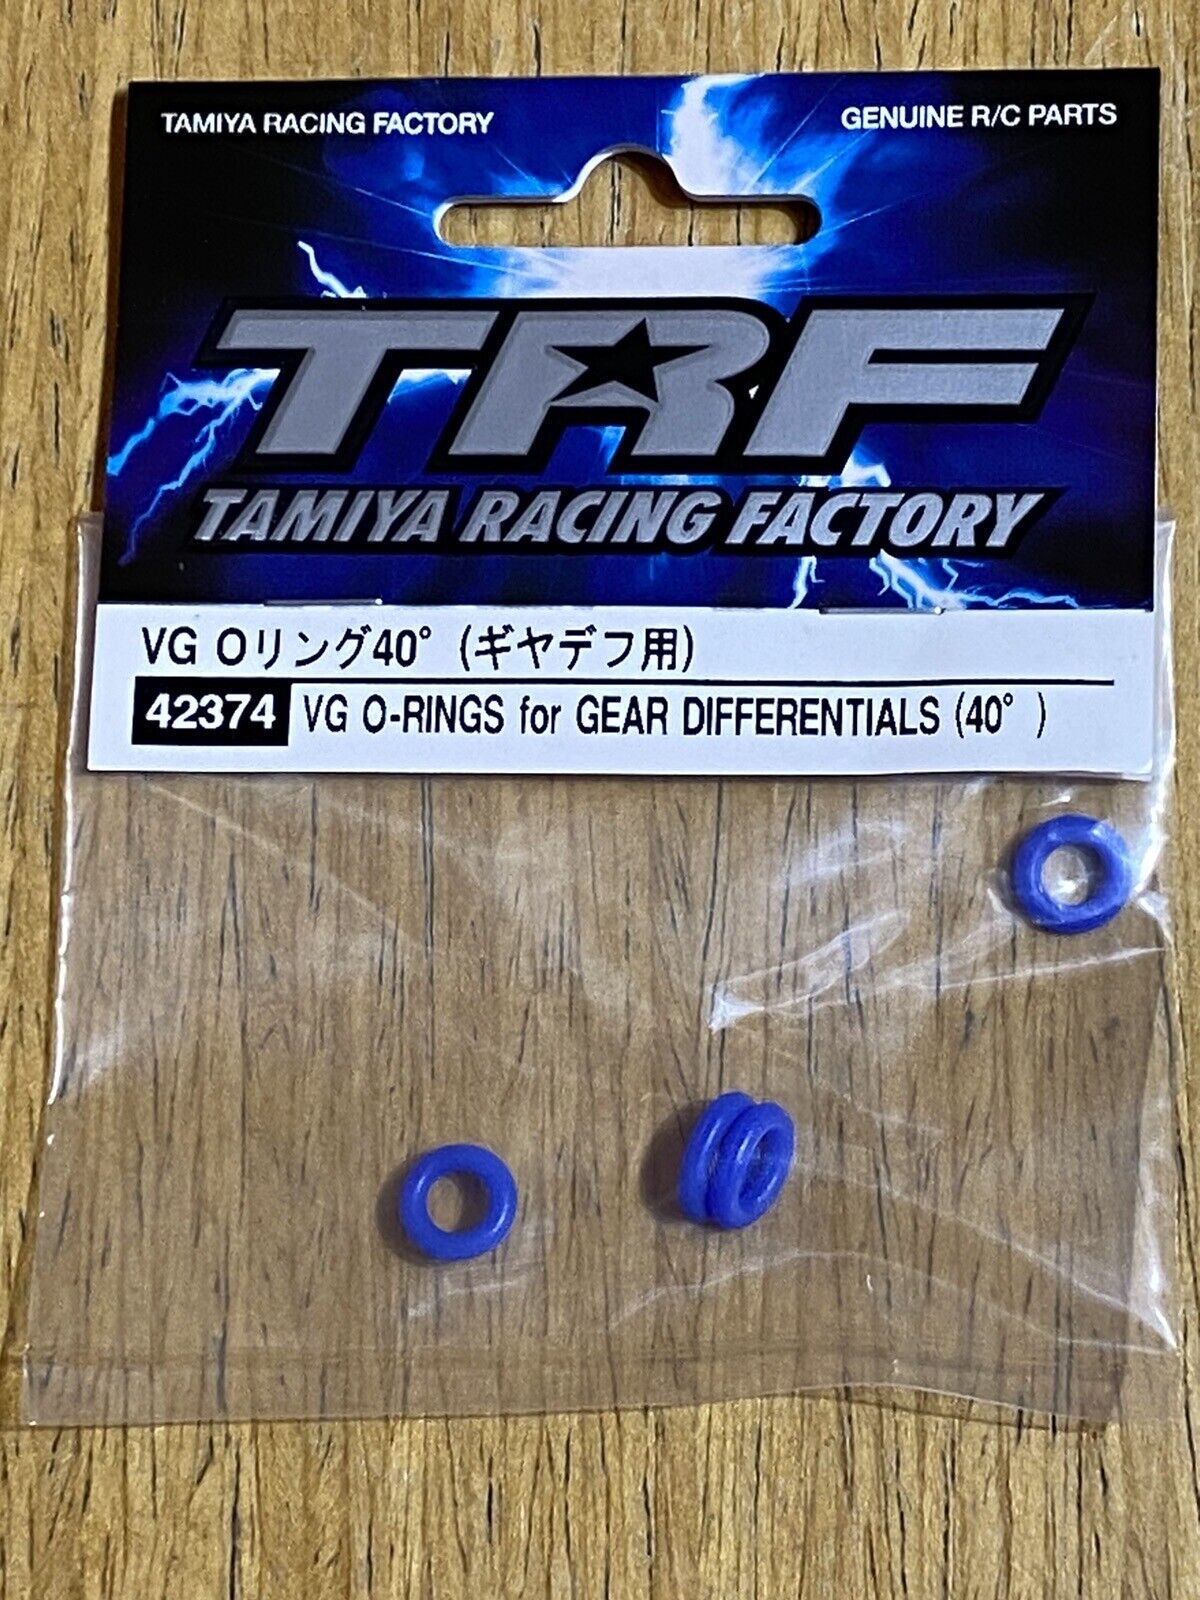 TAMIYA RACING FACTORY
GENUINE R/C PARTS
TRF
TAMIYA RACING FACTORY
VG Oリング40° (ギヤデフ用)
42374 VG O-RINGS for GEAR DIFFERENTIALS (40° )